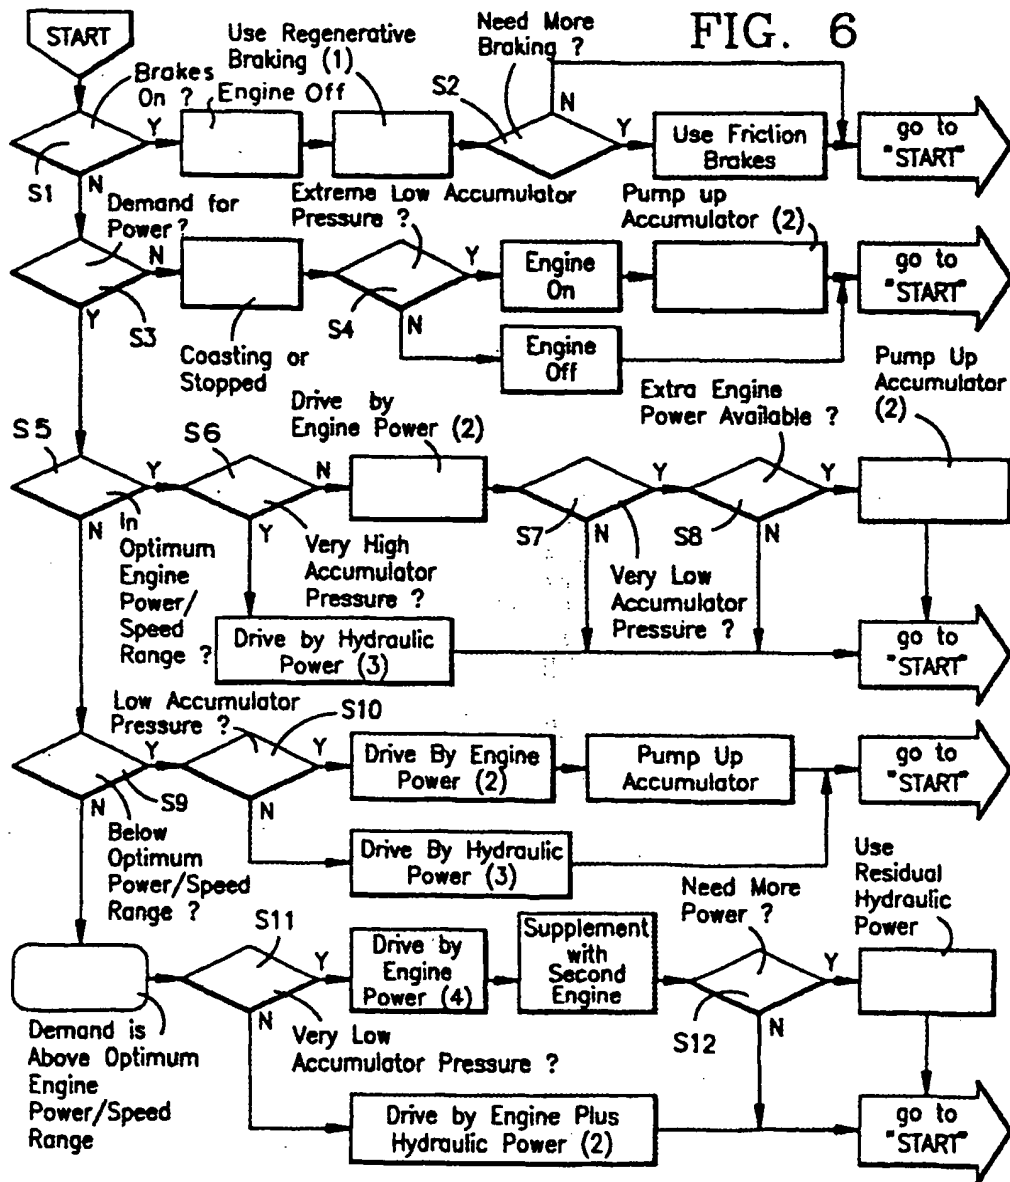 FIG. 6
START
Brakes
On ?
Engine Off
Use Regenerative
Braking (1)
Need More
Braking ?
S2
Y
N
Y
Use Friction
Brakes
go to
"START"
S1
N
Demand for
Power ?
Extreme Low Accumulator
Pressure ?
Pump up
Accumulator (2)
N
Y
Engine
On
go to
"START"
S3
Y
S4
N
Coasting or
Stopped
Engine
Off
Pump Up
Accumulator
(2)
Drive by
Engine Power (2)
Extra Engine
Power Available ?
S5
S6
Y
N
Y
Y
N
In
Optimum
Engine
Power/
Speed
Range ?
Y
Very High
Accumulator
Pressure ?
S7
N
Very Low
Accumulator
Pressure ?
S8
N
Drive by Hydraulic
Power (3)
go to
"START"
Low Accumulator
Pressure ?
S10
Y
Y
Drive By Engine
Power (2)
Pump Up
Accumulator
go to
"START"
S9
N
N
Below
Optimum
Power/Speed
Range ?
Drive By Hydraulic
Power (3)
Need More
Power ?
Use
Residual
Hydraulic
Power
S11
Y
Drive by
Engine
Power (4)
Supplement
with
Second
Engine
Y
N
S12
N
Demand is
Above Optimum
Engine
Power/Speed
Range
Very Low
Accumulator Pressure ?
Drive by Engine Plus
Hydraulic Power (2)
go to
"START"